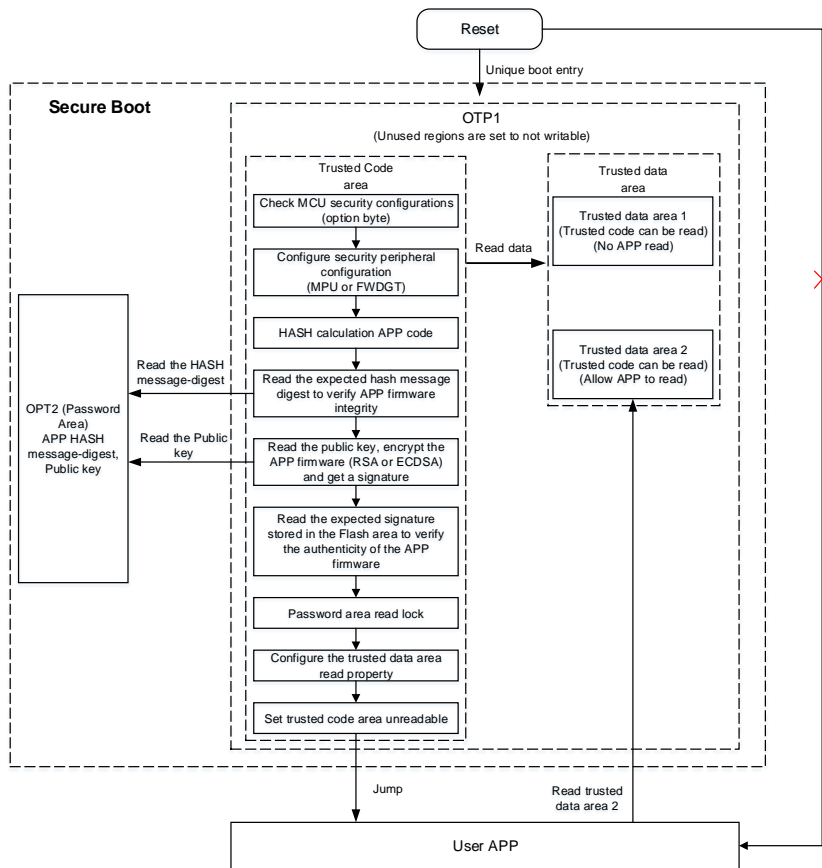 Reset
Unique boot entry
Secure Boot
OTP1
(Unused regions are set to not writable)
Trusted Code
area
Check MCU security configurations
(option byte)
Configure security peripheral
configuration
(MPU or FWDGT)
HASH calculation APP code
Read the expected hash message
digest to verify APP firmware
integrity
Read the public key, encrypt the
APP firmware (RSA or ECDSA)
and get a signature
Read the expected signature
stored in the Flash area to verify
the authenticity of the APP
firmware
Password area read lock
Configure the trusted data area
read property
Set trusted code area unreadable
Read data
Trusted data
area
Trusted data area 1
(Trusted code can be read)
(No APP read)
Trusted data area 2
(Trusted code can be read)
(Allow APP to read)
Read the HASH
message-digest
Read the Public
key
OPT2 (Password
Area)
APP HASH
message-digest,
Public key
Jump
Read trusted
data area 2
User APP